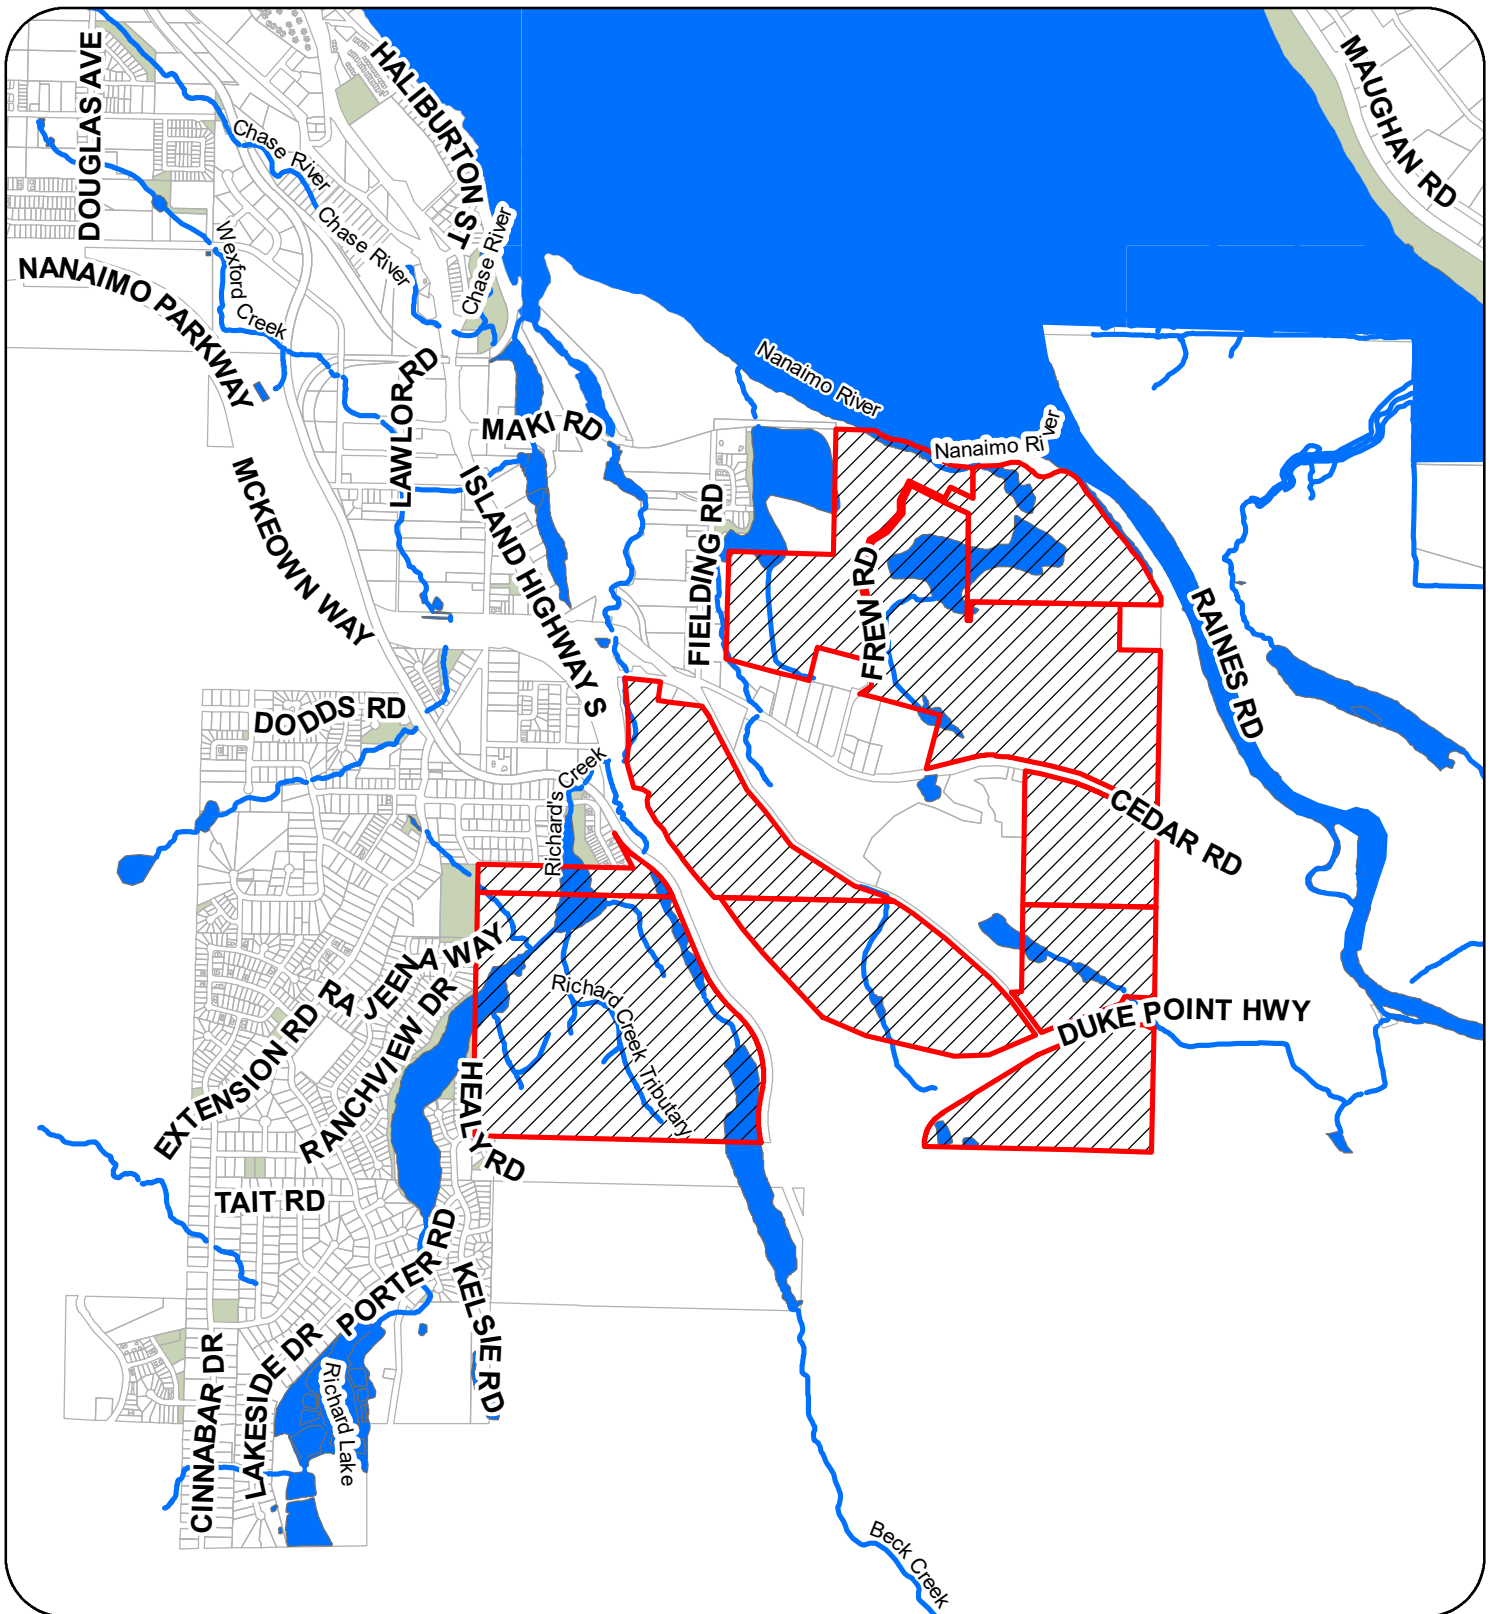 DOUGLAS AVE
HALIBURTON ST
MAUGHAN RD
Chase River
Chase River
Chase River
Wexford Creek
NANAIMO PARKWAY
LAWLOR RD
MAKI RD
Nanaimo River
Nanaimo River
MCKEOWN WAY
ISLAND HIGHWAY S
FIELDING RD
FREW RD
RAINES RD
DODDS RD
Richard's Creek
CEDAR RD
RAJEENA WAY
EXTENSION RD
RANCHVIEW DR
Richard Creek Tributary
DUKE POINT HWY
HEALY RD
TAIT RD
PORTER RD
KELSIE RD
LAKESIDE DR
CINNABAR DR
Richard Lake
Beck Creek